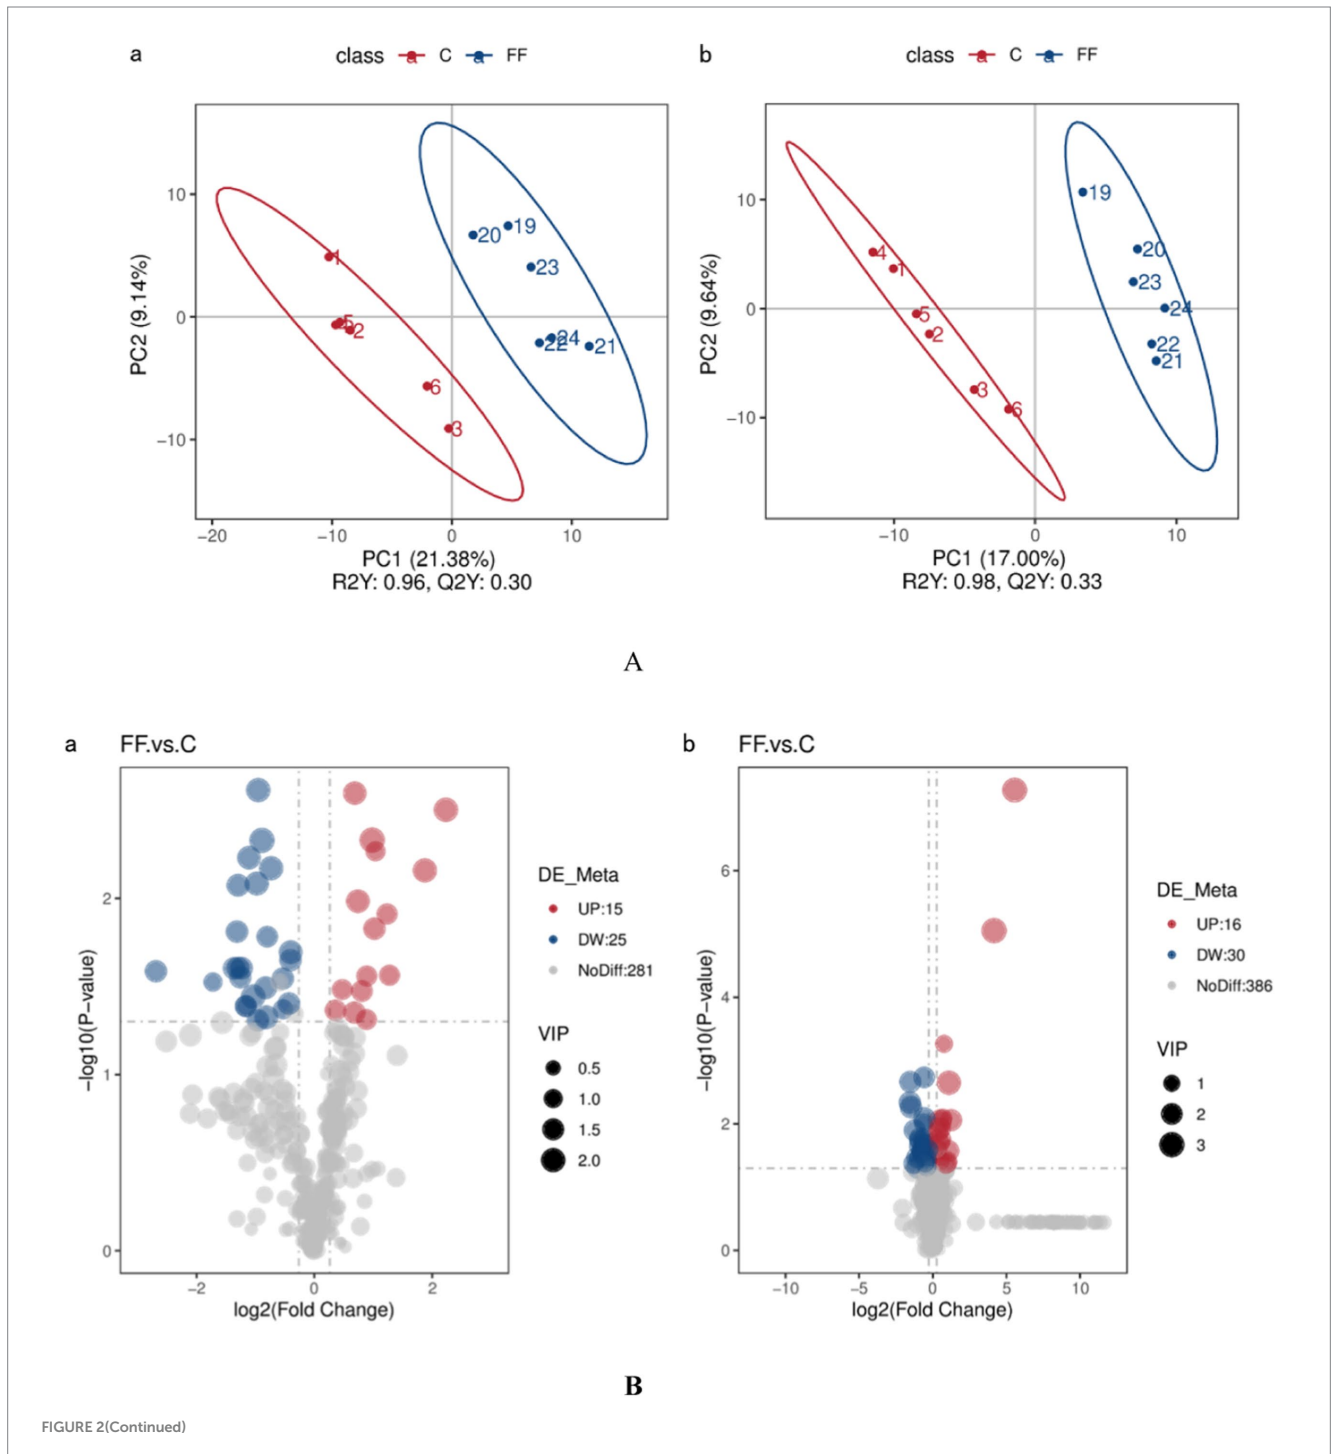 a
class a C a FF
10
0
−10
PC2 (9.14%)
1
5
2
6
3
20
19
23
22
24
21
−20 −10 0 10
PC1 (21.38%)
R2Y: 0.96, Q2Y: 0.30
b
class a C a FF
10
0
−10
PC2 (9.64%)
4
1
5
2
3
6
19
20
23
24
22
21
−10 0 10
PC1 (17.00%)
R2Y: 0.98, Q2Y: 0.33
A
a FF.vs.C
2
1
0
−log10(P−value)
−2 0 2
log2(Fold Change)
DE_Meta
UP:15
DW:25
NoDiff:281
VIP
0.5
1.0
1.5
2.0
b FF.vs.C
6
4
2
0
−log10(P−value)
−10 −5 0 5 10
log2(Fold Change)
DE_Meta
UP:16
DW:30
NoDiff:386
VIP
1
2
3
B
FIGURE 2(Continued)